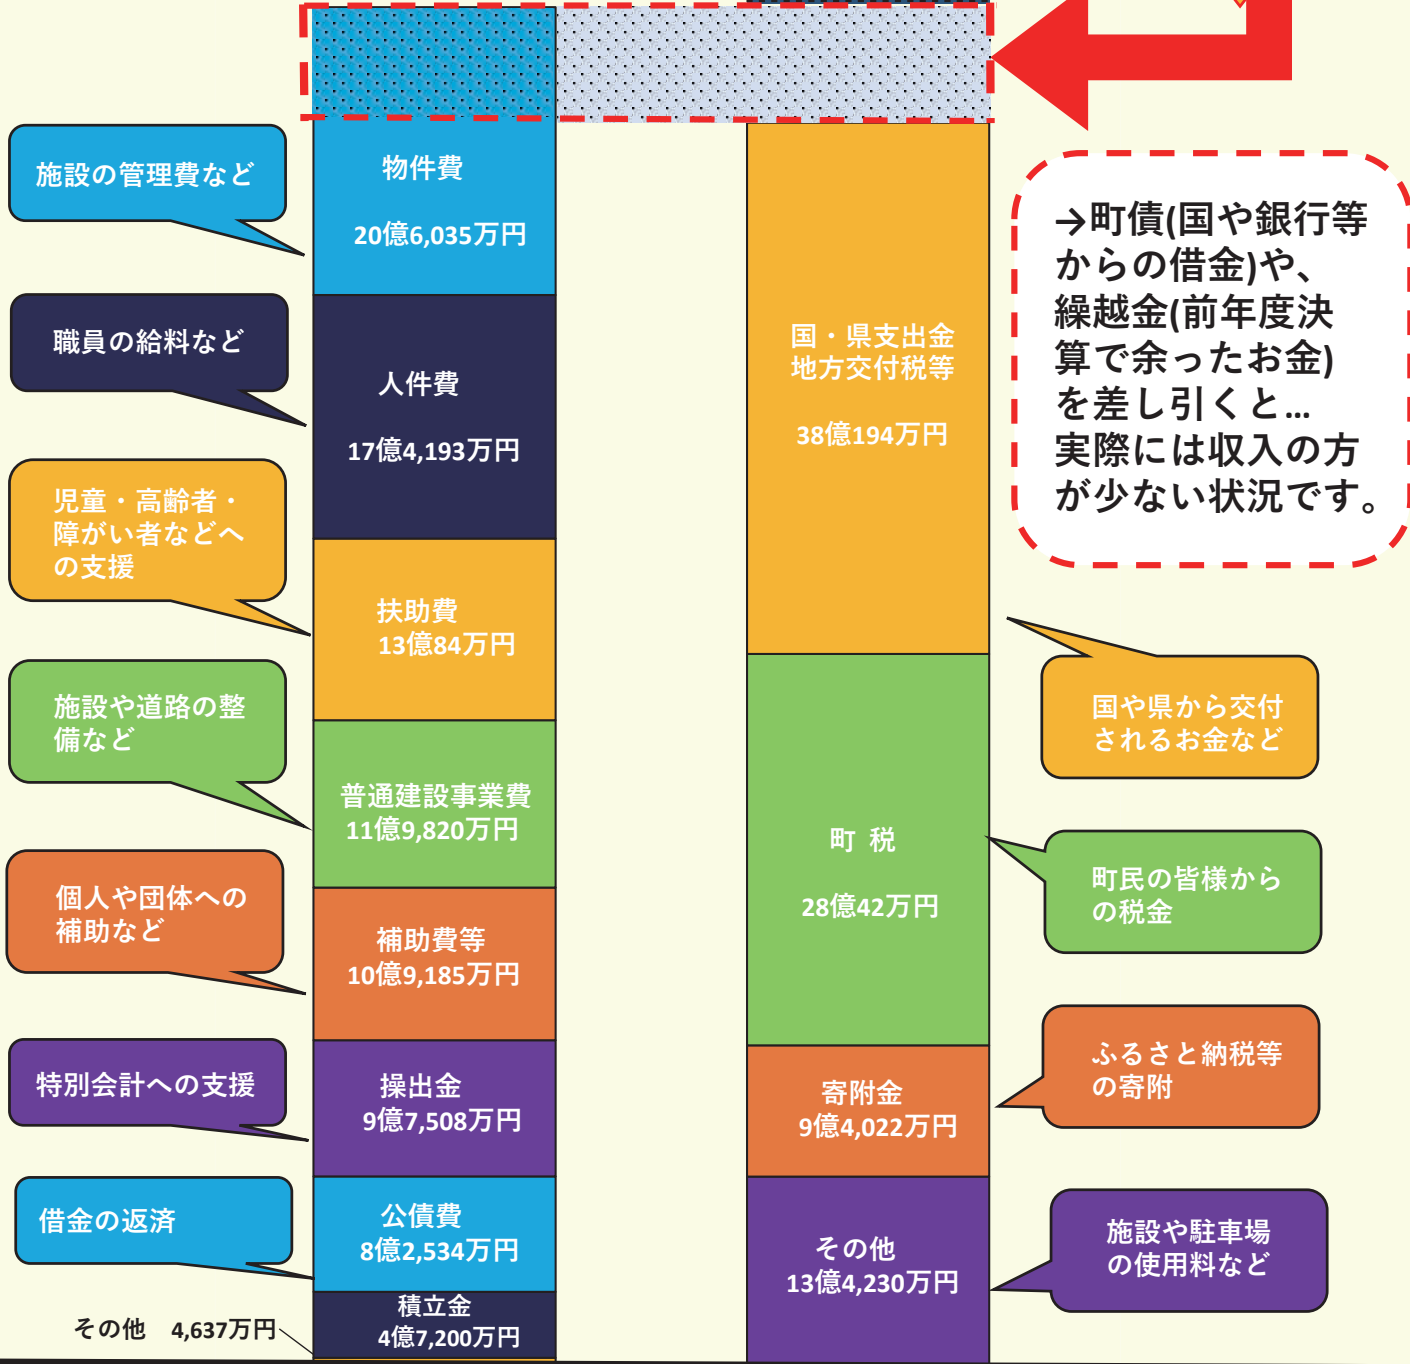 施設の管理費など
物件費
20億6,035万円
職員の給料など
人件費
17億4,193万円
児童・高齢者・
障がい者などへ
の支援
扶助費
13億84万円
施設や道路の整
備など
普通建設事業費
11億9,820万円
個人や団体への
補助など
補助費等
10億9,185万円
特別会計への支援
操出金
9億7,508万円
借金の返済
公債費
8億2,534万円
積立金
4億7,200万円
その他　4,637万円
国・県支出金
地方交付税等
38億194万円
町 税
28億42万円
寄附金
9億4,022万円
その他
13億4,230万円
→町債(国や銀行等
からの借金)や、
繰越金(前年度決
算で余ったお金)
を差し引くと…
実際には収入の方
が少ない状況です。
国や県から交付
されるお金など
町民の皆様から
の税金
ふるさと納税等
の寄附
施設や駐車場
の使用料など